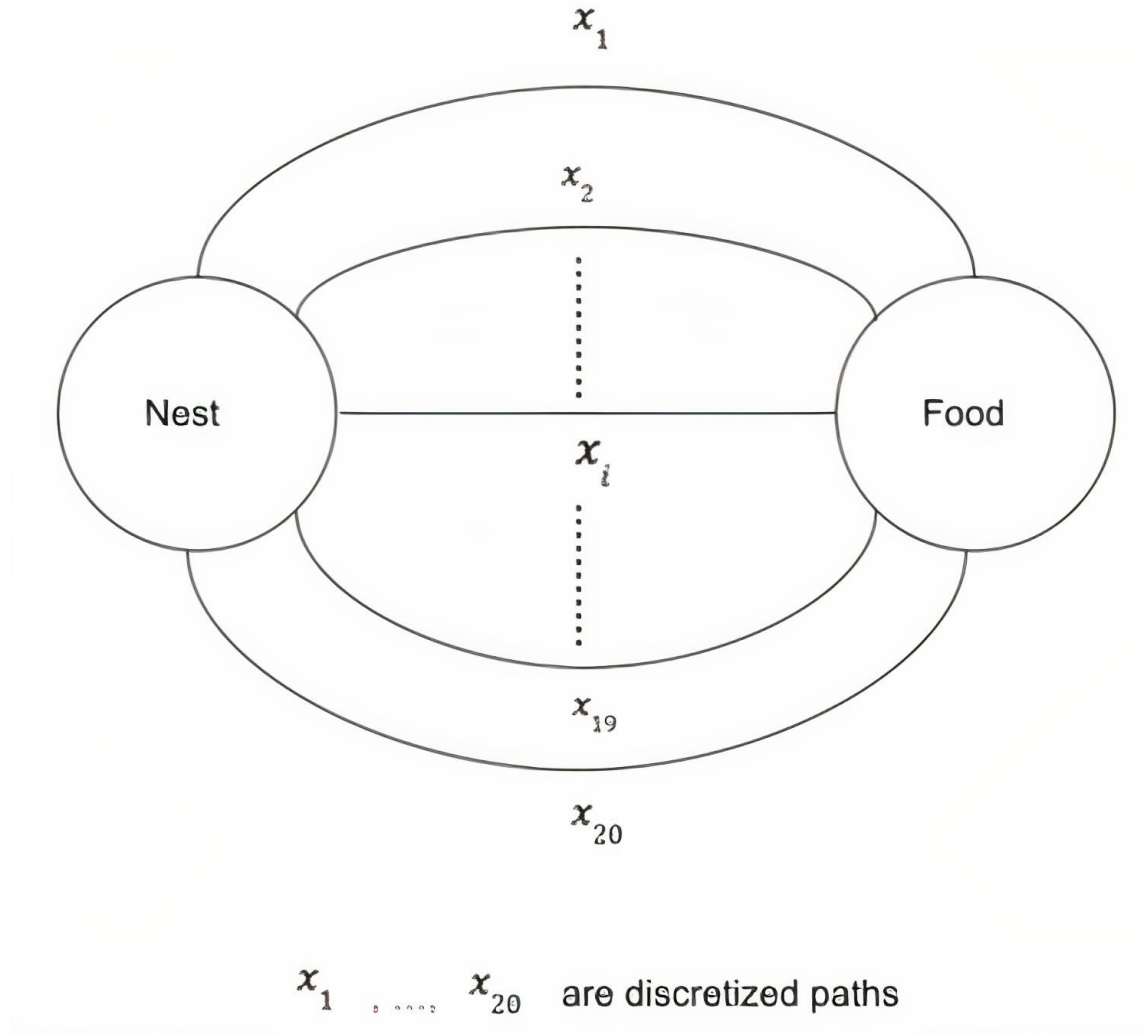 x₁
x₂
Nest
Food
xᵢ
x₁₉
x₂₀
x₁ , ...., x₂₀ are discretized paths